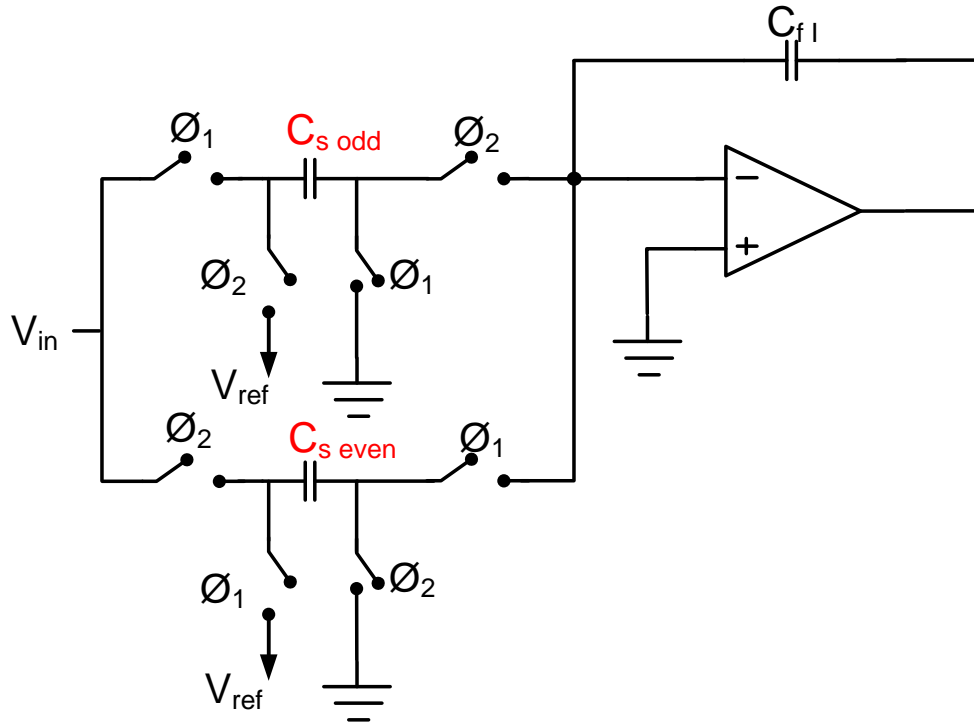 C_f I
Ø₁
C_s odd
Ø₂
−
+
Ø₂
Ø₁
V_in
V_ref
Ø₂
C_s even
Ø₁
Ø₁
Ø₂
V_ref